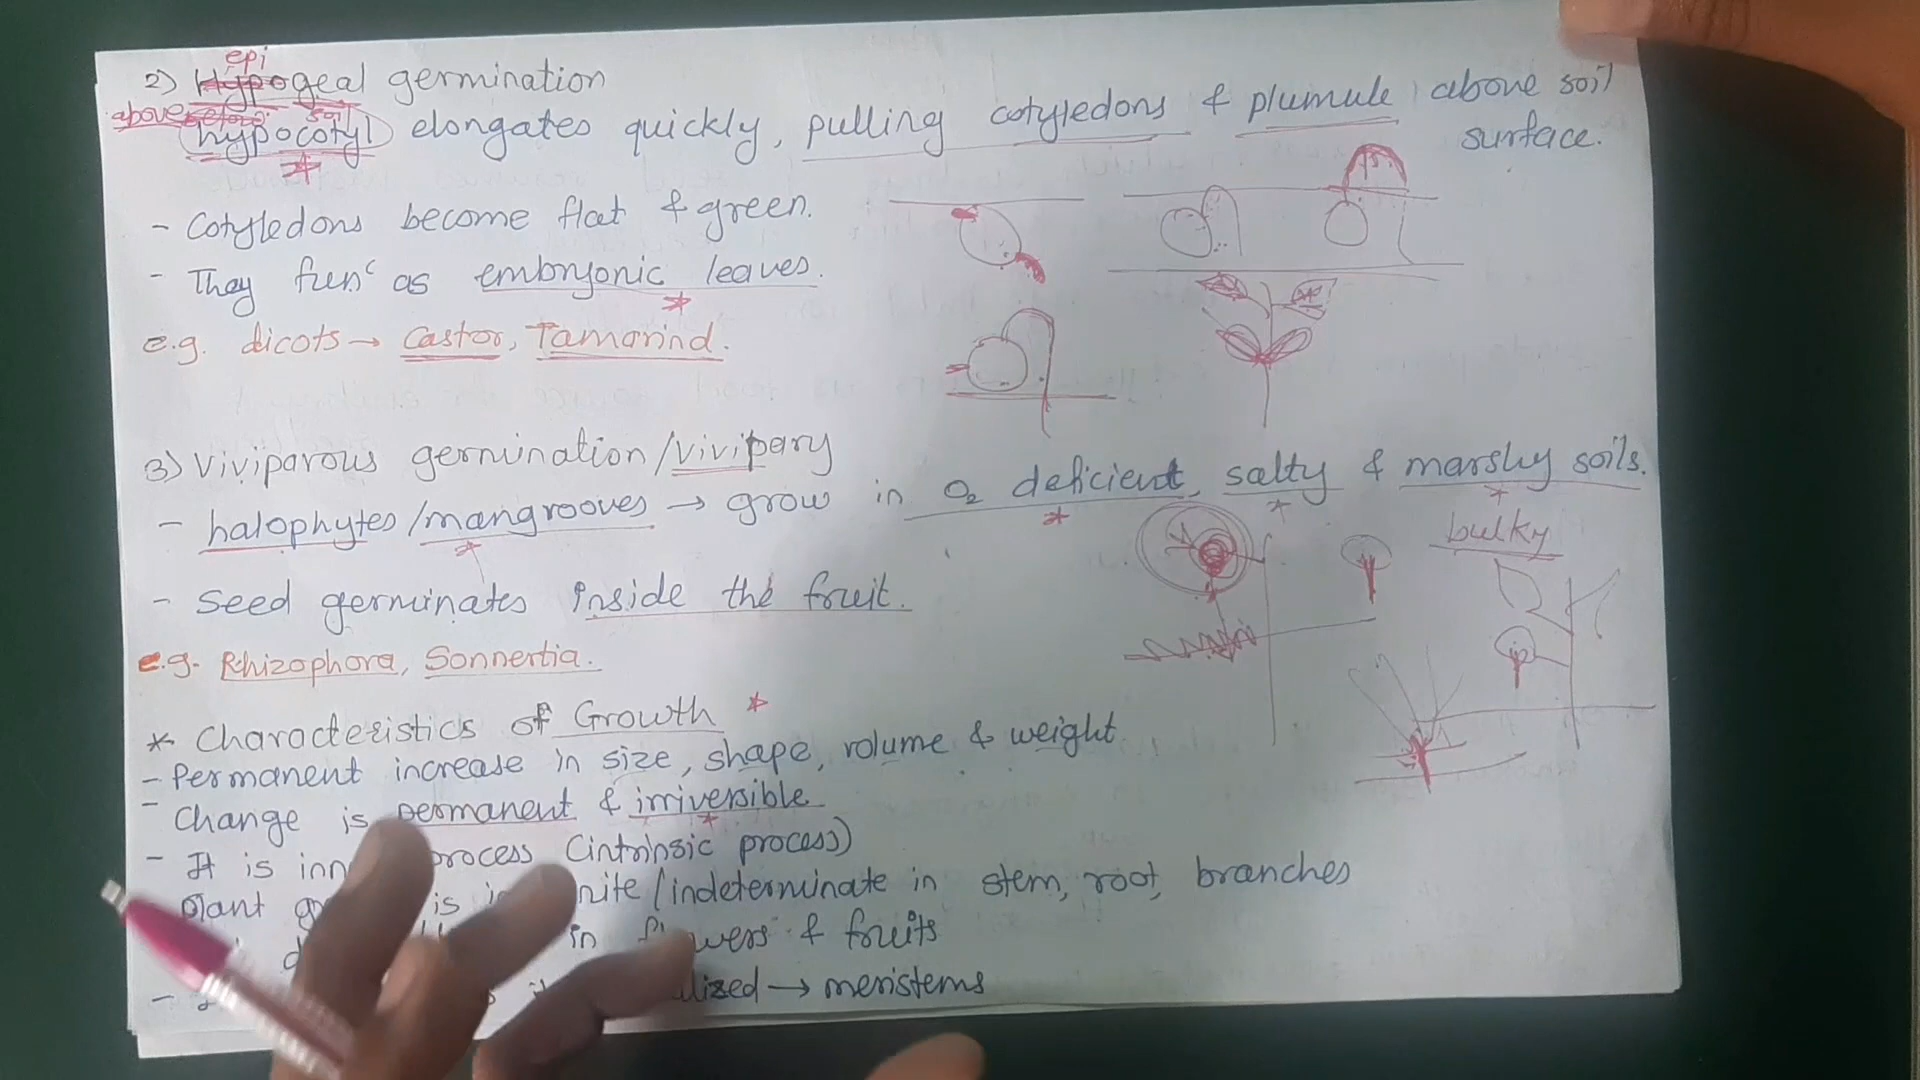 epi
2) Hypogeal germination
above before soil
hypocotyl elongates quickly, pulling cotyledons & plumule above soil surface.
- Cotyledons become flat & green.
- They funᶜ as embryonic leaves.
e.g. dicots → Castor, Tamarind.
3) Viviparous germination/vivipary
- halophytes/mangrooves → grow in O₂ deficient, salty & marshy soils.
bulky
- Seed germinates inside the fruit.
e.g. Rhizophora, Sonnertia.
* Characteristics of Growth *
- Permanent increase in size, shape, volume & weight
- Change is permanent & irriversible
- It is inn process (intrinsic process)
Plant is nite/indeterminate in stem, root, branches
in flowers & fruits
- lized → meristems